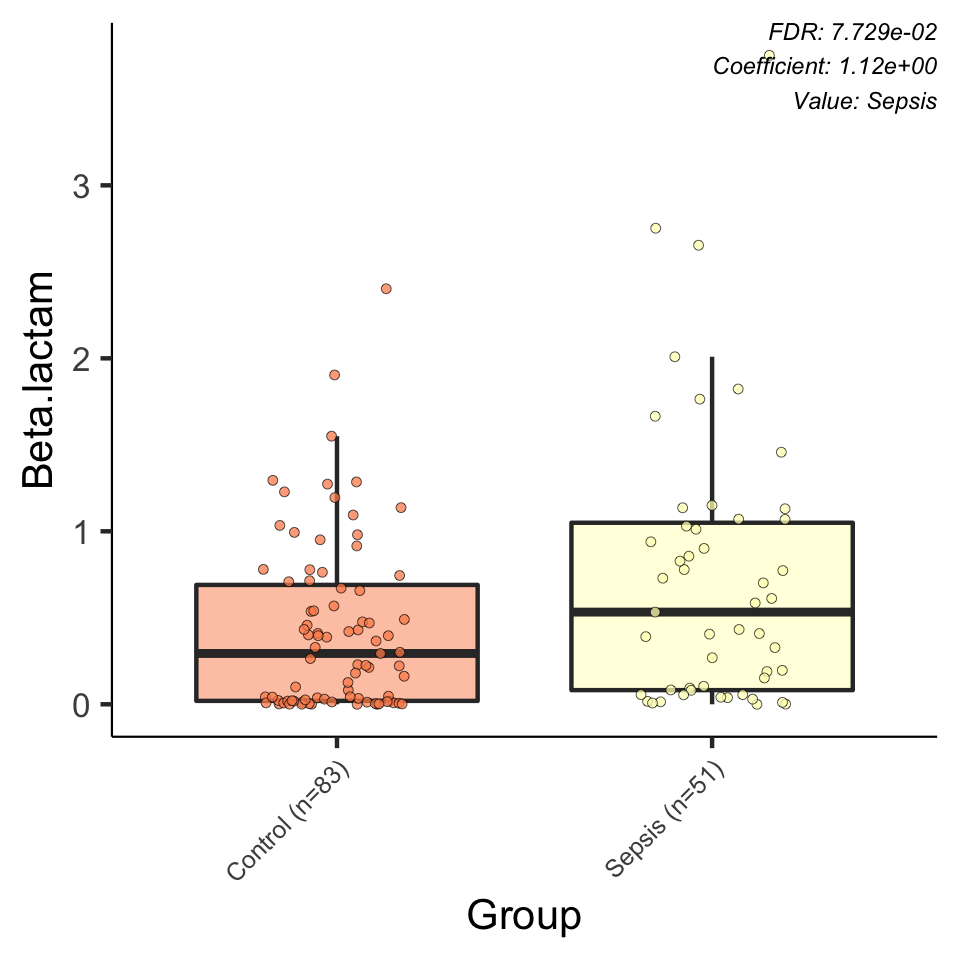 FDR: 7.729e-02
Coefficient: 1.12e+00
Value: Sepsis
Beta.lactam
3
2
1
0
Control (n=83)
Sepsis (n=51)
Group